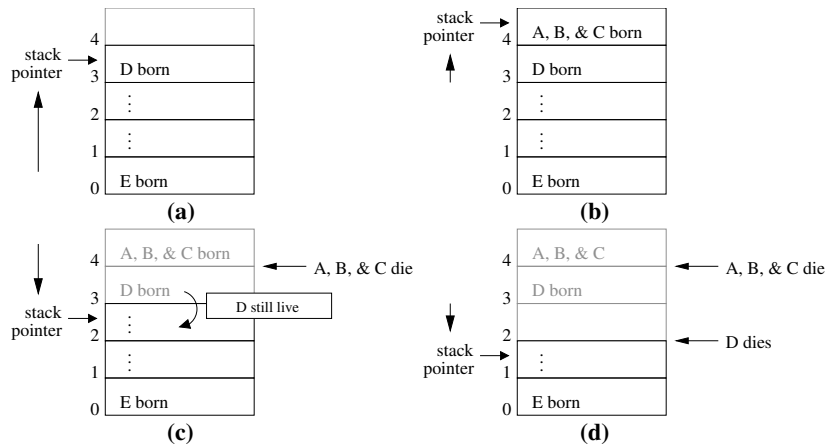 4
stack
pointer
D born
3
⋮
2
⋮
1
E born
0
(a)
stack
pointer
A, B, & C born
4
D born
3
⋮
2
⋮
1
E born
0
(b)
A, B, & C born
4
A, B, & C die
D born
3
D still live
stack
pointer
⋮
2
⋮
1
E born
0
(c)
A, B, & C
4
A, B, & C die
D born
3
2
D dies
stack
pointer
⋮
1
E born
0
(d)